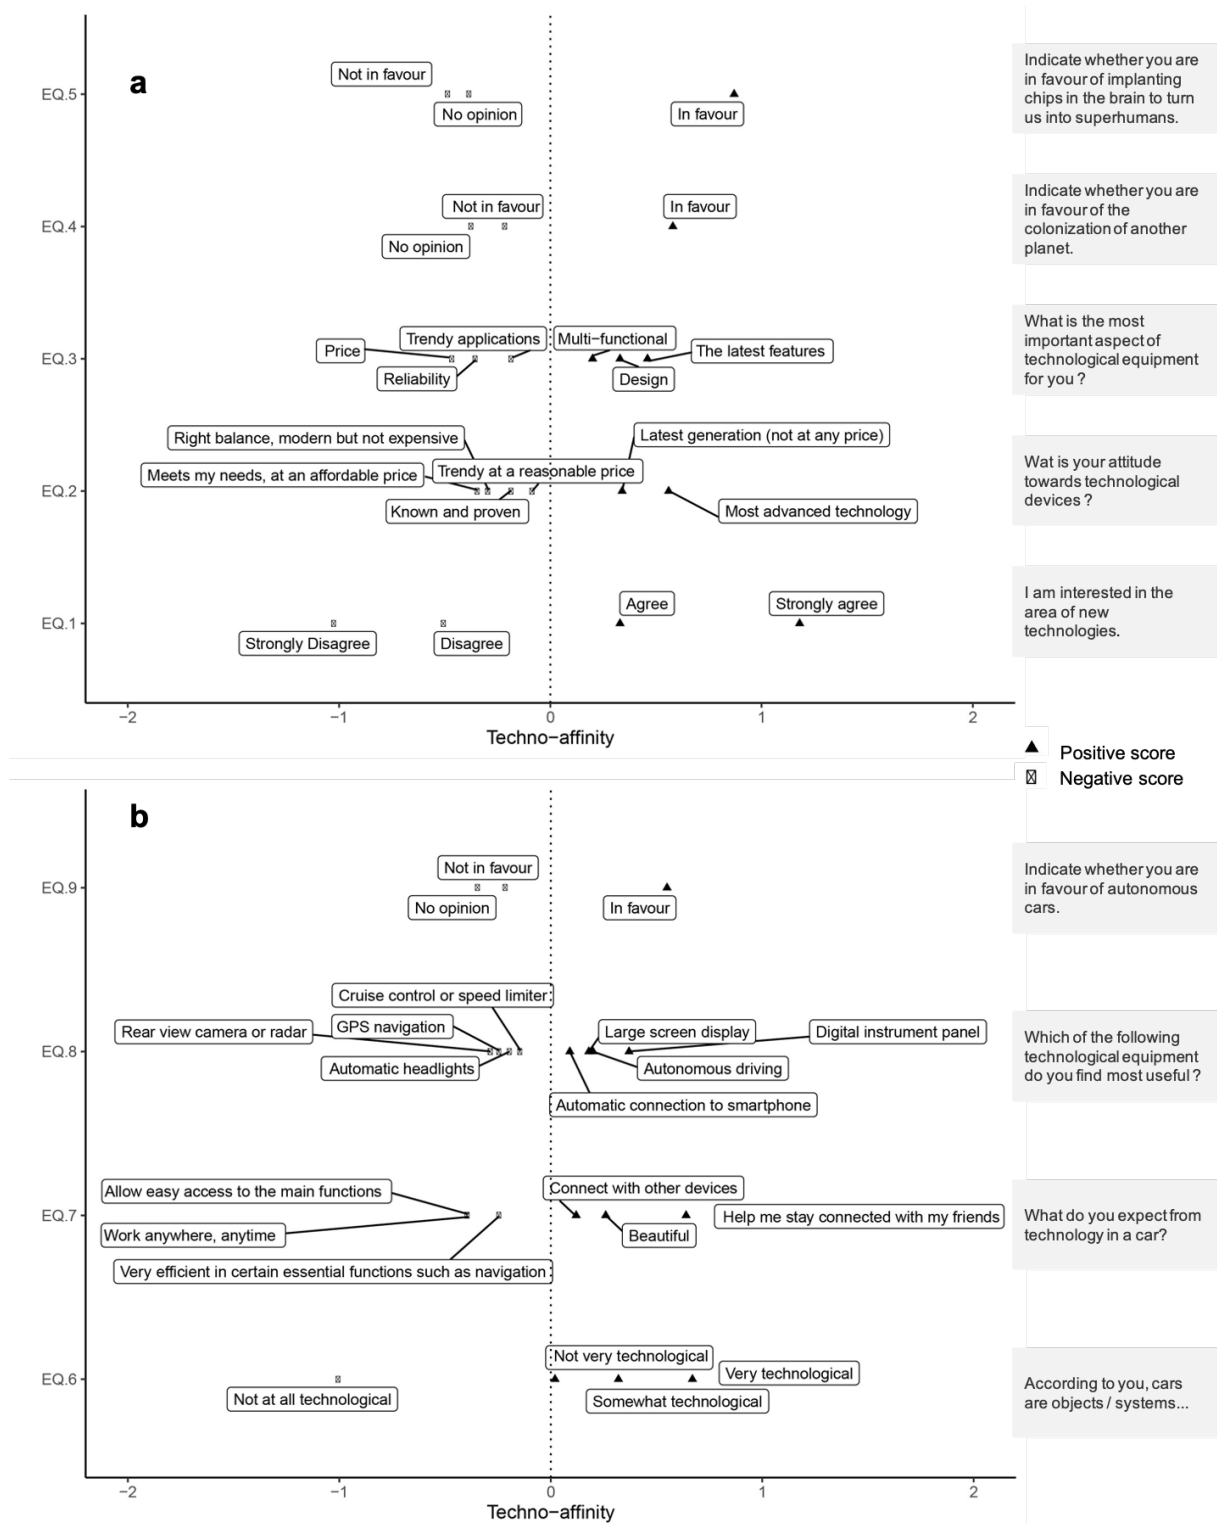 a
EQ.5
Not in favour
No opinion
In favour
Indicate whether you are
in favour of implanting
chips in the brain to turn
us into superhumans.
EQ.4
Not in favour
No opinion
In favour
Indicate whether you are
in favour of the
colonization of another
planet.
EQ.3
Price
Trendy applications
Reliability
Multi-functional
Design
The latest features
What is the most
important aspect of
technological equipment
for you ?
EQ.2
Right balance, modern but not expensive
Latest generation (not at any price)
Meets my needs, at an affordable price
Trendy at a reasonable price
Known and proven
Most advanced technology
Wat is your attitude
towards technological
devices ?
EQ.1
Strongly Disagree
Disagree
Agree
Strongly agree
I am interested in the
area of new
technologies.
−2 −1 0 1 2
Techno−affinity
Positive score
Negative score
b
EQ.9
Not in favour
No opinion
In favour
Indicate whether you are
in favour of autonomous
cars.
EQ.8
Cruise control or speed limiter
Rear view camera or radar
GPS navigation
Automatic headlights
Large screen display
Digital instrument panel
Autonomous driving
Automatic connection to smartphone
Which of the following
technological equipment
do you find most useful ?
EQ.7
Allow easy access to the main functions
Work anywhere, anytime
Very efficient in certain essential functions such as navigation
Connect with other devices
Beautiful
Help me stay connected with my friends
What do you expect from
technology in a car?
EQ.6
Not at all technological
Not very technological
Somewhat technological
Very technological
According to you, cars
are objects / systems...
−2 −1 0 1 2
Techno−affinity